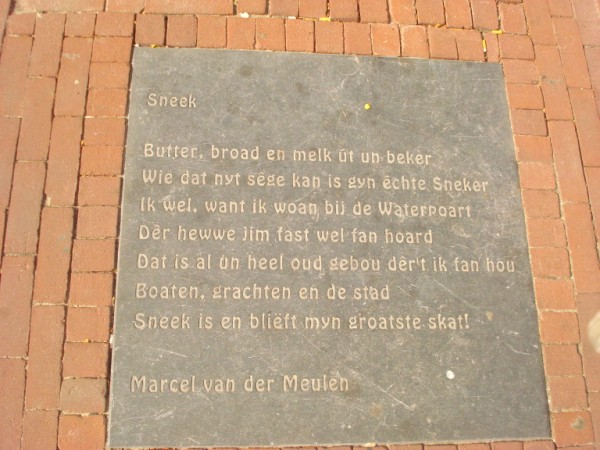 Sneek
Butter, broad en melk út un bekêr
Wie dat nyt sêge kan is gyn êchte Sneker
Ik wel, want ik woan bij de Waterpoart
Dêr hewwe jim fast wel fan hoard
Dat is al un heel oud gebou dêr't ik fan hou
Boaten, grachten en de stad
Sneek is en blieft myn groatste skat!
Marcel van der Meulen